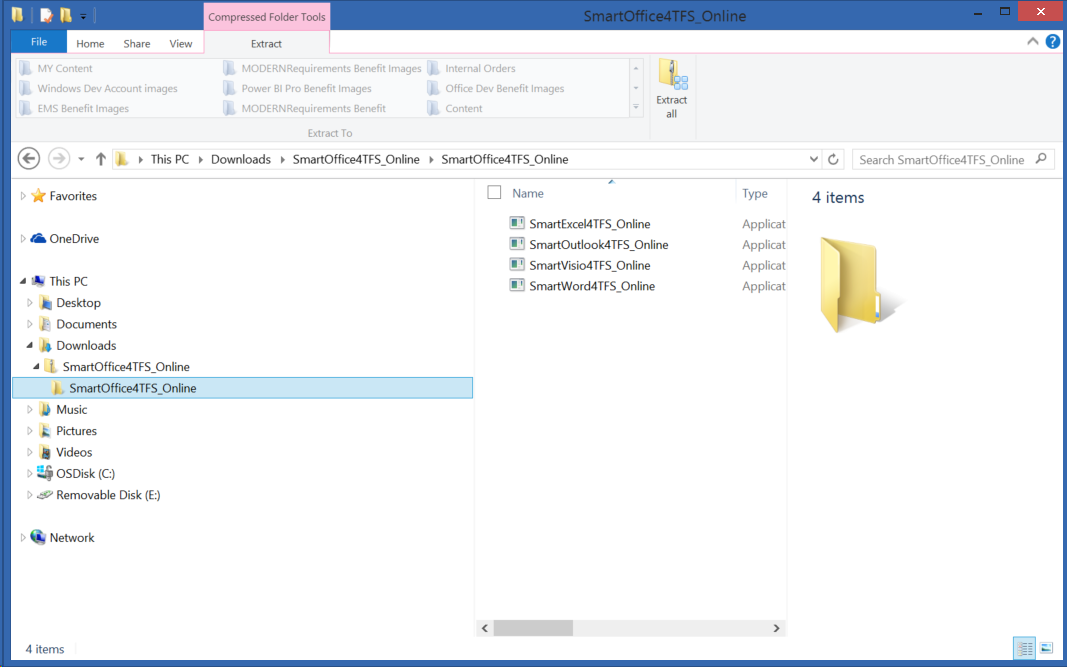 SmartOffice4TFS_Online
Compressed Folder Tools
File Home Share View Extract
MY Content MODERNRequirements Benefit Images Internal Orders
Windows Dev Account images Power BI Pro Benefit Images Office Dev Benefit Images
EMS Benefit Images MODERNRequirements Benefit Content
Extract To
Extract
all
This PC Downloads SmartOffice4TFS_Online SmartOffice4TFS_Online
Search SmartOffice4TFS_Online
Favorites
OneDrive
This PC
Desktop
Documents
Downloads
SmartOffice4TFS_Online
SmartOffice4TFS_Online
Music
Pictures
Videos
OSDisk (C:)
Removable Disk (E:)
Network
Name Type
SmartExcel4TFS_Online Applicat
SmartOutlook4TFS_Online Applicat
SmartVisio4TFS_Online Applicat
SmartWord4TFS_Online Applicat
4 items
4 items